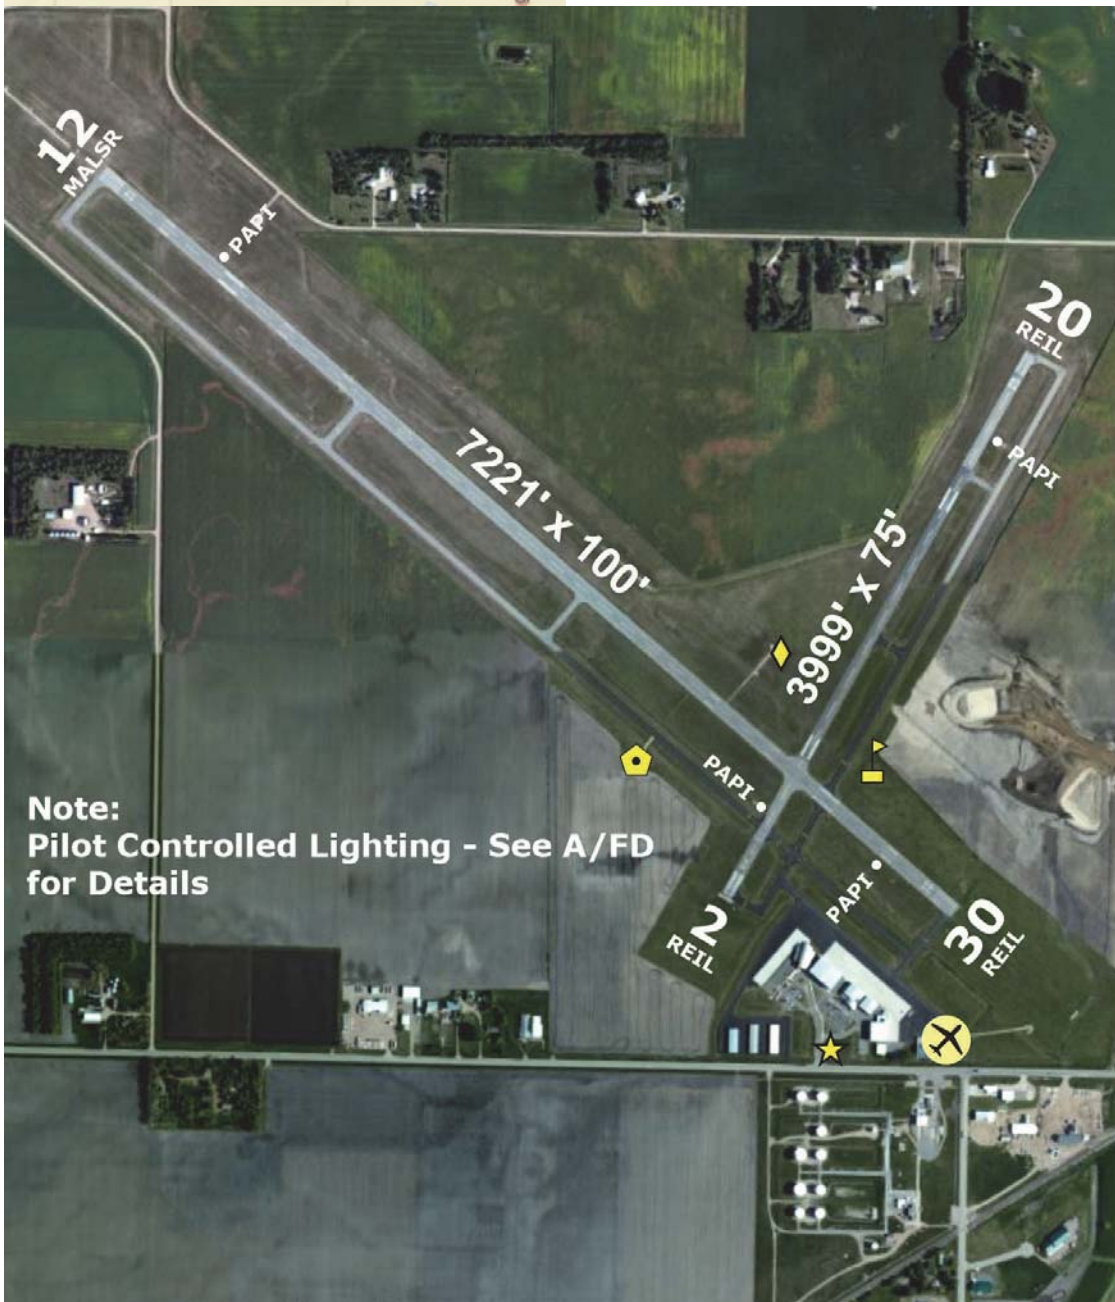 12
MALSR
PAPI
20
REIL
PAPI
7221' x 100'
3999' x 75'
PAPI
Note:
Pilot Controlled Lighting - See A/FD
for Details
PAPI
2
REIL
30
REIL